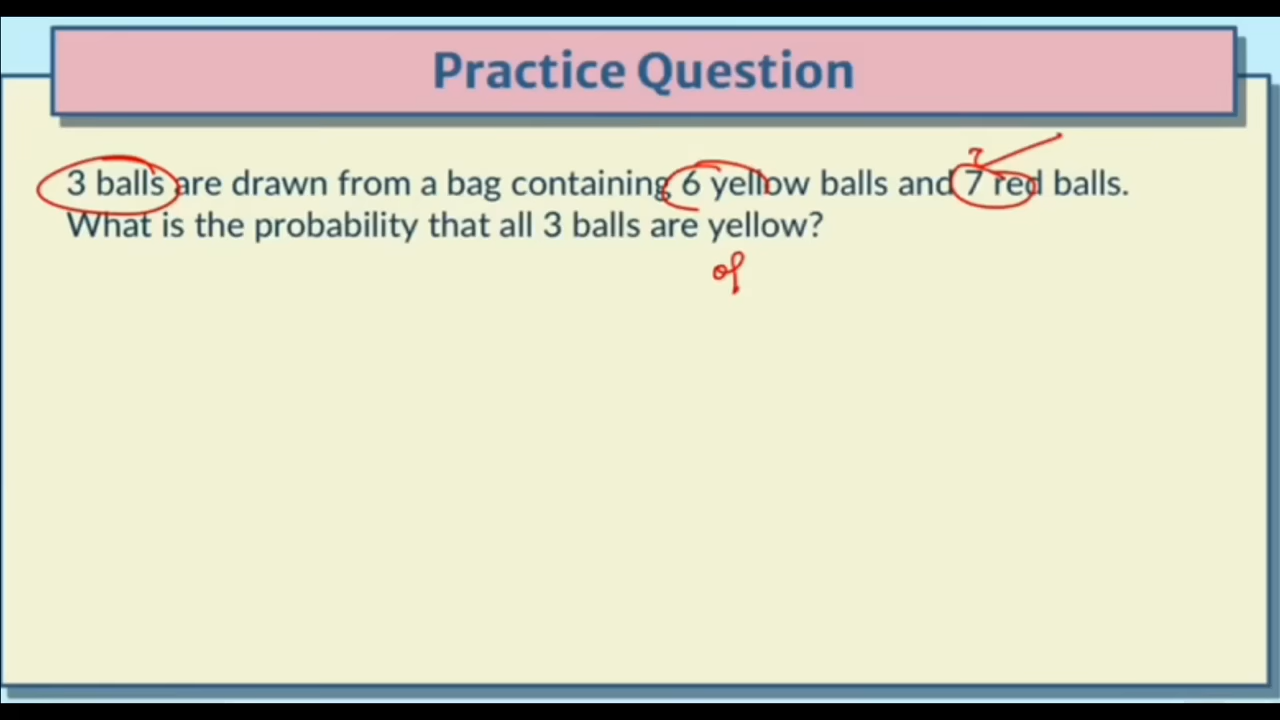 Practice Question
3 balls are drawn from a bag containing 6 yellow balls and 7 red balls.
What is the probability that all 3 balls are yellow?
of